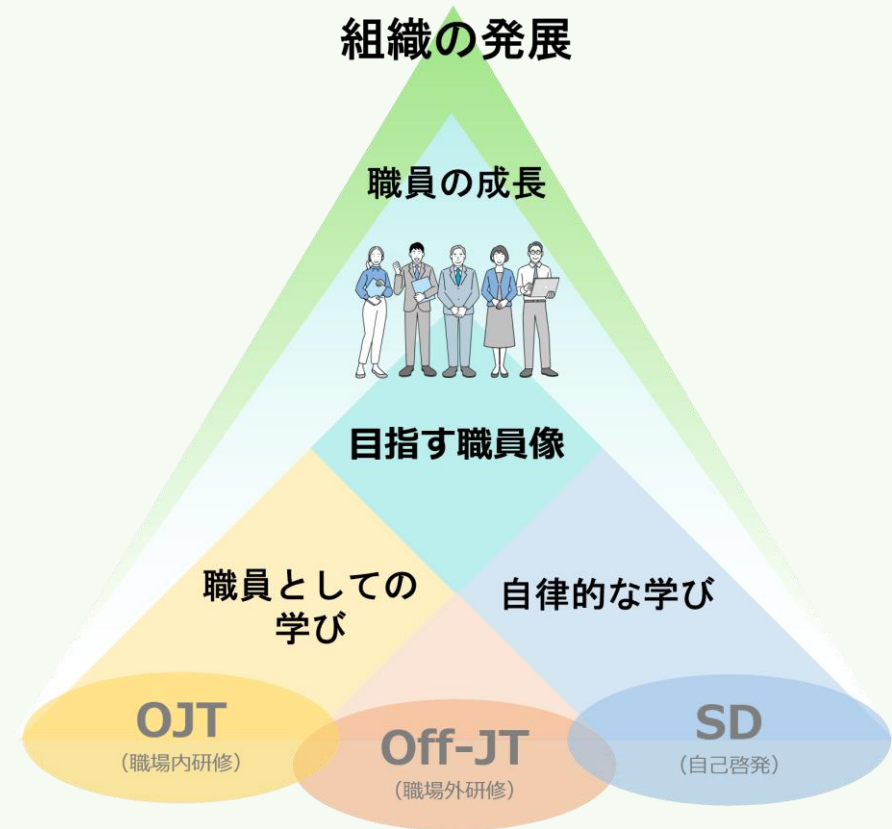 組織の発展
職員の成長
目指す職員像
職員としての
学び
自律的な学び
OJT
(職場内研修)
Off-JT
(職場外研修)
SD
(自己啓発)